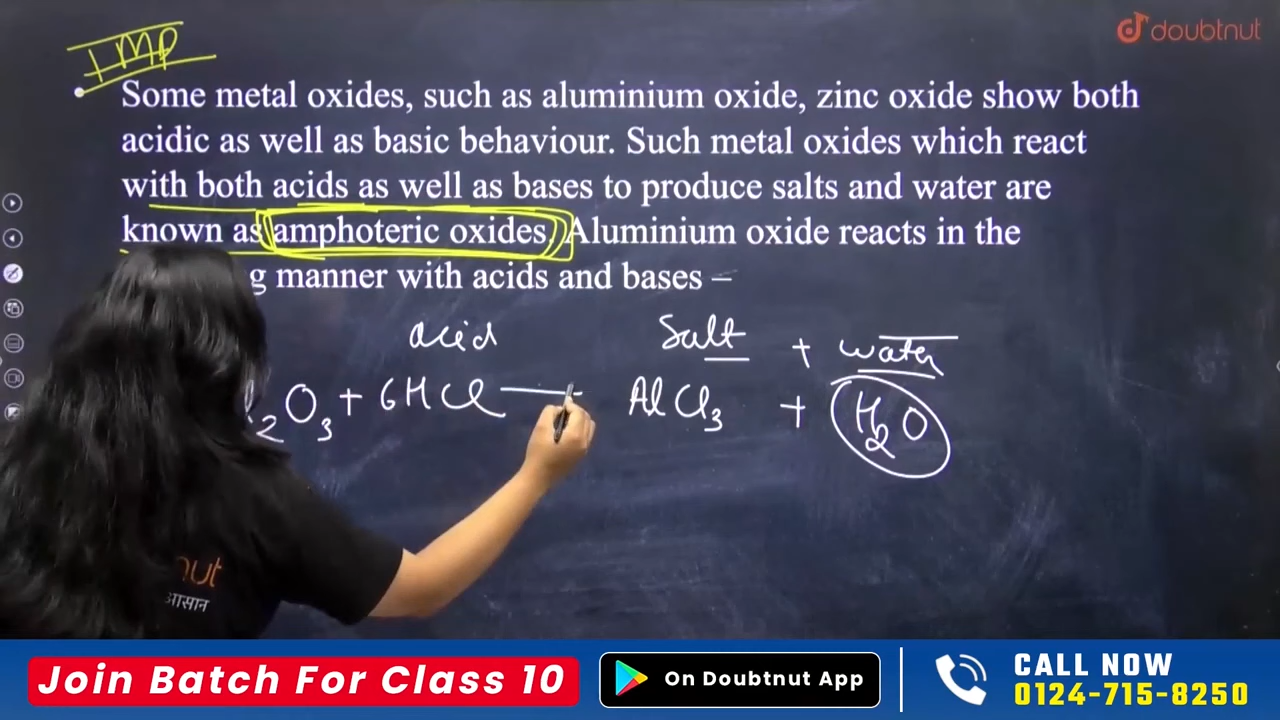 IMP
doubtnut
Some metal oxides, such as aluminium oxide, zinc oxide show both
acidic as well as basic behaviour. Such metal oxides which react
with both acids as well as bases to produce salts and water are
known as amphoteric oxides. Aluminium oxide reacts in the
g manner with acids and bases –
acid Salt + water
2O3 + 6HCl → AlCl3 + H2O
nut
आसान
Join Batch For Class 10
On Doubtnut App
CALL NOW
0124-715-8250